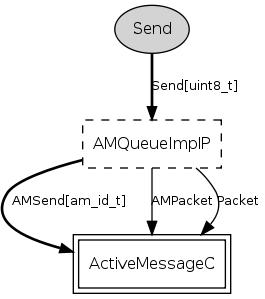 Send
Send[uint8_t]
AMQueueImplP
AMSend[am_id_t]
AMPacket
Packet
ActiveMessageC